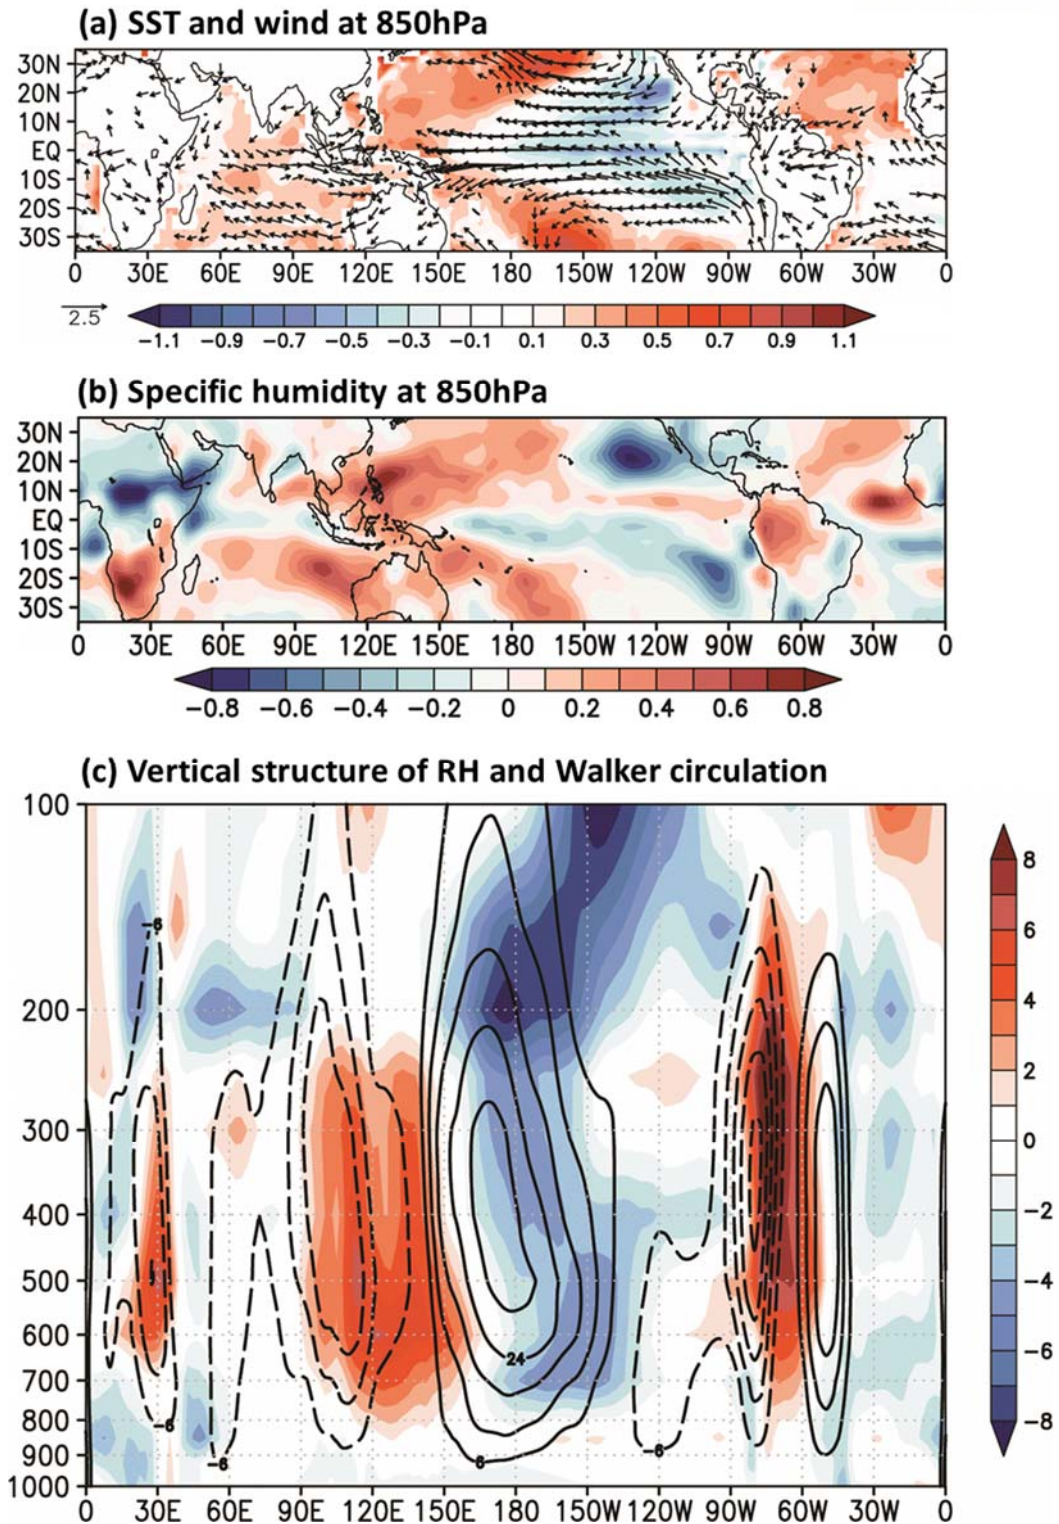 (a) SST and wind at 850hPa
30N
20N
10N
EQ
10S
20S
30S
0 30E 60E 90E 120E 150E 180 150W 120W 90W 60W 30W 0
2.5
−1.1 −0.9 −0.7 −0.5 −0.3 −0.1 0.1 0.3 0.5 0.7 0.9 1.1
(b) Specific humidity at 850hPa
30N
20N
10N
EQ
10S
20S
30S
0 30E 60E 90E 120E 150E 180 150W 120W 90W 60W 30W 0
−0.8 −0.6 −0.4 −0.2 0 0.2 0.4 0.6 0.8
(c) Vertical structure of RH and Walker circulation
100
200
300
400
500
600
700
800
900
1000
−6
24
−6
−6
6
−6
0 30E 60E 90E 120E 150E 180 150W 120W 90W 60W 30W 0
8
6
4
2
0
−2
−4
−6
−8